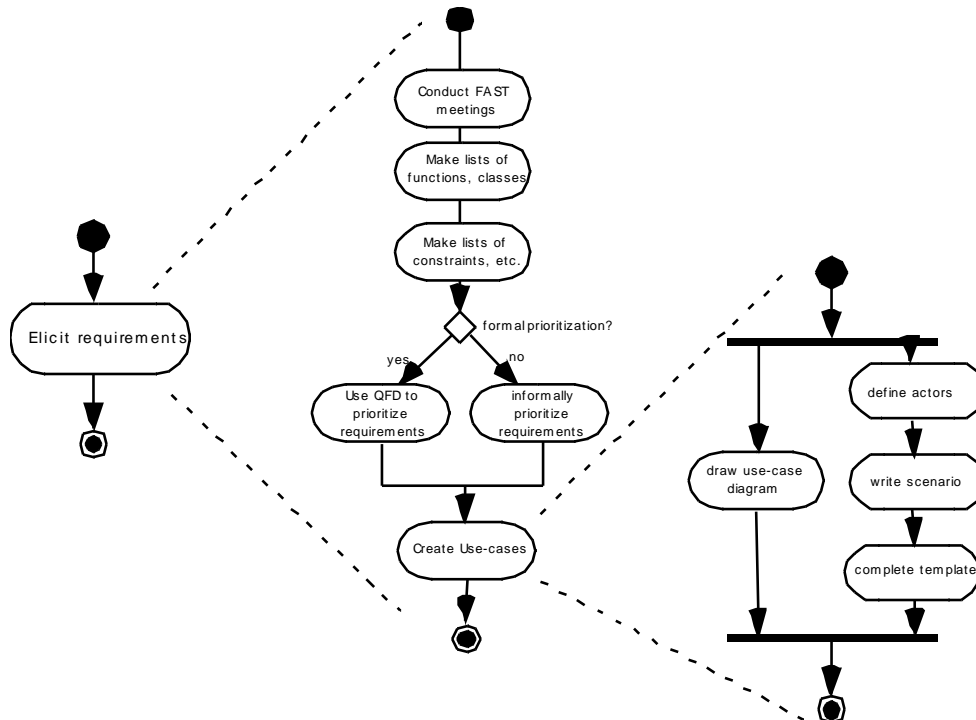 Elicit requirements
Conduct FAST
meetings
Make lists of
functions, classes
Make lists of
constraints, etc.
formal prioritization?
yes
no
Use QFD to
prioritize
requirements
informally
prioritize
requirements
Create Use-cases
draw use-case
diagram
define actors
write scenario
complete template